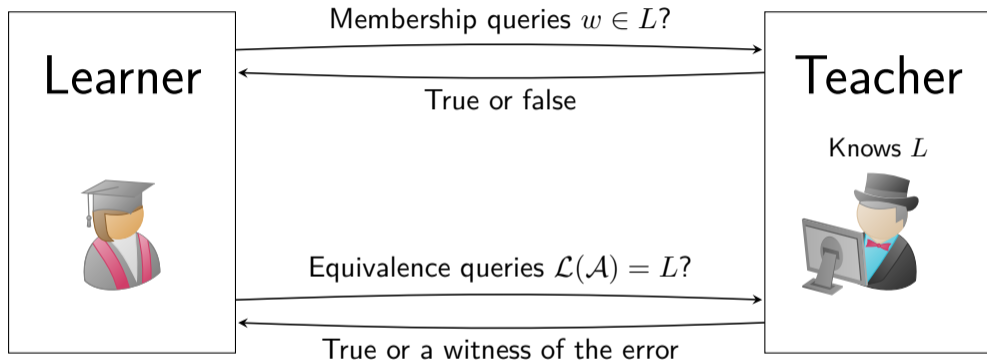 Membership queries w ∈ L?
Learner
Teacher
True or false
Knows L
Equivalence queries 𝓛(𝒜) = L?
True or a witness of the error